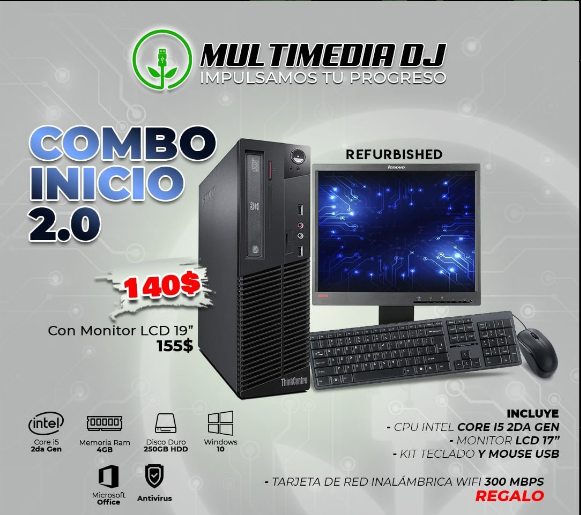 MULTIMEDIA DJ
IMPULSAMOS TU PROGRESO
COMBO
INICIO
2.0
REFURBISHED
lenovo
140$
Con Monitor LCD 19"
155$
ThinkCentre
intel
Core i5
2da Gen
Memoria Ram
4GB
Disco Duro
250GB HDD
Windows
10
Microsoft
Office
Antivirus
INCLUYE
- CPU INTEL CORE I5 2DA GEN
- MONITOR LCD 17"
- KIT TECLADO Y MOUSE USB
- TARJETA DE RED INALÁMBRICA WIFI 300 MBPS
REGALO